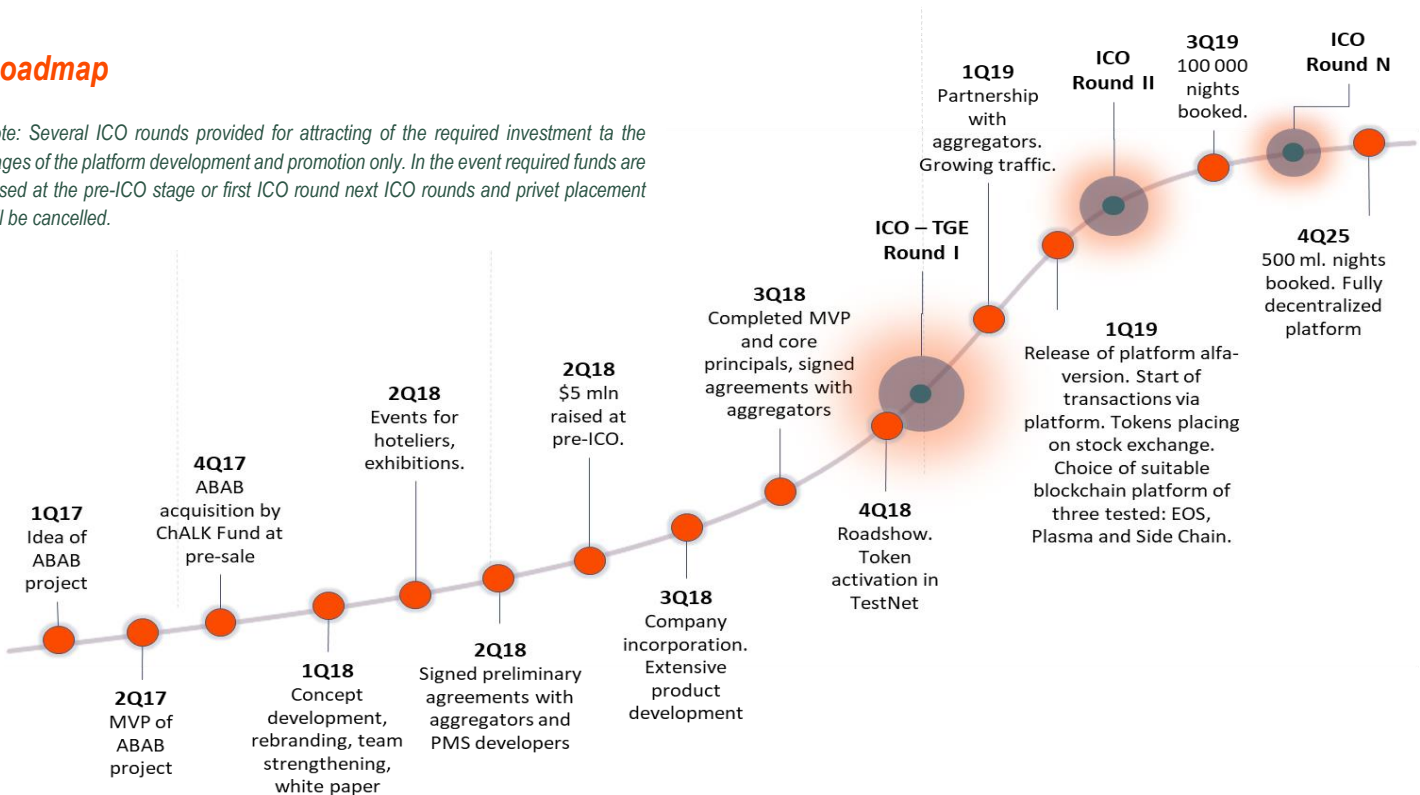 oadmap
te: Several ICO rounds provided for attracting of the required investment ta the
ages of the platform development and promotion only. In the event required funds are
sed at the pre-ICO stage or first ICO round next ICO rounds and privet placement
l be cancelled.
1Q17
Idea of
ABAB
project
2Q17
MVP of
ABAB
project
4Q17
ABAB
acquisition by
ChALK Fund at
pre-sale
1Q18
Concept
development,
rebranding, team
strengthening,
white paper
2Q18
Events for
hoteliers,
exhibitions.
2Q18
Signed preliminary
agreements with
aggregators and
PMS developers
2Q18
$5 mln
raised at
pre-ICO.
3Q18
Company
incorporation.
Extensive
product
development
3Q18
Completed MVP
and core
principals, signed
agreements with
aggregators
4Q18
Roadshow.
Token
activation in
TestNet
ICO – TGE
Round I
1Q19
Partnership
with
aggregators.
Growing traffic.
1Q19
Release of platform alfa-
version. Start of
transactions via
platform. Tokens placing
on stock exchange.
Choice of suitable
blockchain platform of
three tested: EOS,
Plasma and Side Chain.
ICO
Round II
3Q19
100 000
nights
booked.
ICO
Round N
4Q25
500 ml. nights
booked. Fully
decentralized
platform